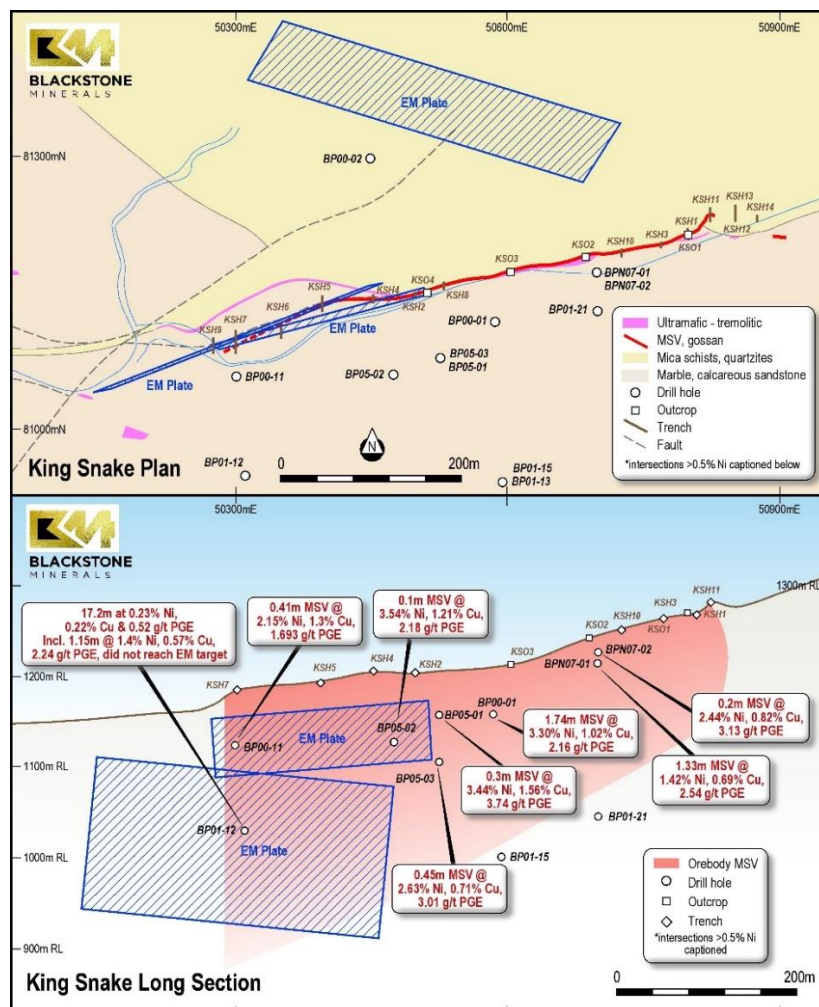 50300mE
50600mE
50900mE
BLACKSTONE
MINERALS
EM Plate
81300mN
BP00-02
KSH11
KSH13
KSH14
KSH1
KSH12
KSH3
KSO1
KSH10
KSO2
KSO3
BPN07-01
BPN07-02
KSH5
KSH4
KSO4
KSH8
KSH2
KSH6
KSH7
KSH9
EM Plate
BP00-01
BP01-21
EM Plate
BP05-03
BP05-01
BP00-11
BP05-02
81000mN
Ultramafic - tremolitic
MSV, gossan
Mica schists, quartzites
Marble, calcareous sandstone
Drill hole
Outcrop
Trench
Fault
*intersections >0.5% Ni captioned below
King Snake Plan
N
0
200m
BP01-12
BP01-15
BP01-13
50300mE
50600mE
50900mE
BLACKSTONE
MINERALS
1300m RL
17.2m at 0.23% Ni,
0.22% Cu & 0.52 g/t PGE
Incl. 1.15m @ 1.4% Ni, 0.57% Cu,
2.24 g/t PGE, did not reach EM target
0.41m MSV @
2.15% Ni, 1.3% Cu,
1.693 g/t PGE
0.1m MSV @
3.54% Ni, 1.21% Cu,
2.18 g/t PGE
KSH11
KSH3
KSH10
KSO2
KSO1
KSH1
KSO3
KSH4
KSH5
KSH2
KSH7
1200m RL
BPN07-02
BPN07-01
BP05-01
BP00-01
BP05-02
EM Plate
BP00-11
0.2m MSV @
2.44% Ni, 0.82% Cu,
3.13 g/t PGE
1.74m MSV @
3.30% Ni, 1.02% Cu,
2.16 g/t PGE
1100m RL
BP05-03
0.3m MSV @
3.44% Ni, 1.56% Cu,
3.74 g/t PGE
1.33m MSV @
1.42% Ni, 0.69% Cu,
2.54 g/t PGE
BP01-12
EM Plate
BP01-21
1000m RL
BP01-15
0.45m MSV @
2.63% Ni, 0.71% Cu,
3.01 g/t PGE
Orebody MSV
Drill hole
Outcrop
Trench
*intersections >0.5% Ni
captioned
900m RL
King Snake Long Section
0
200m